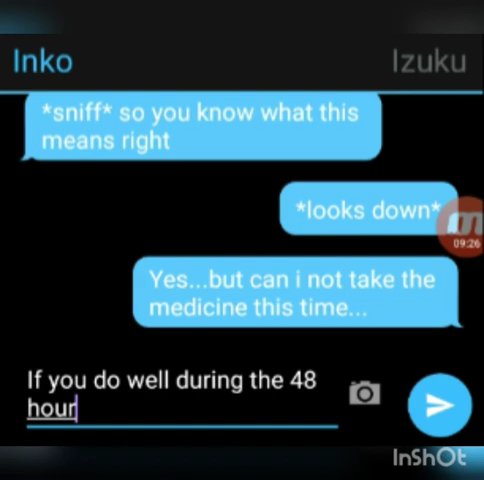 Inko
Izuku
*sniff* so you know what this
means right
*looks down*
09:26
Yes...but can i not take the
medicine this time...
If you do well during the 48
hour
InShOt